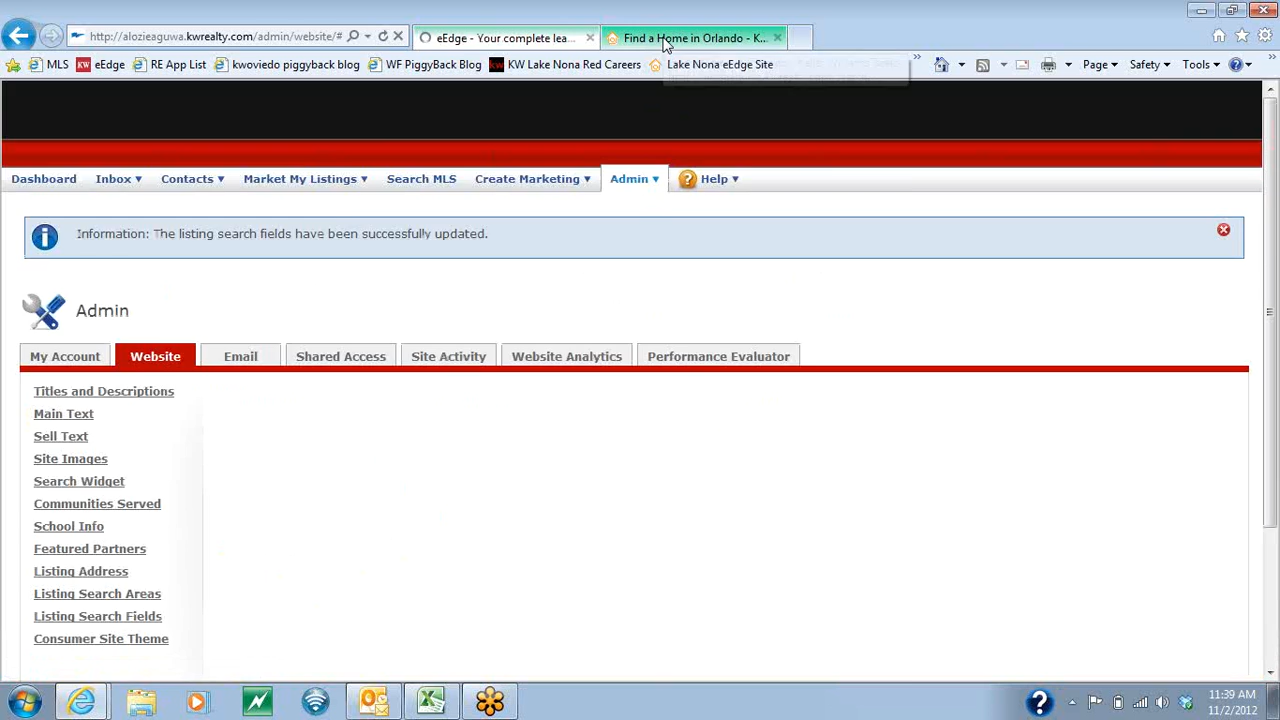 http://alozieaguwa.kwrealty.com/admin/website/#
eEdge - Your complete lea...
Find a Home in Orlando - K...
MLS
eEdge
RE App List
kwoviedo piggyback blog
WF PiggyBack Blog
kw
KW Lake Nona Red Careers
Lake Nona eEdge Site
Page
Safety
Tools
Dashboard
Inbox
Contacts
Market My Listings
Search MLS
Create Marketing
Admin
Help
Information: The listing search fields have been successfully updated.
Admin
My Account
Website
Email
Shared Access
Site Activity
Website Analytics
Performance Evaluator
Titles and Descriptions
Main Text
Sell Text
Site Images
Search Widget
Communities Served
School Info
Featured Partners
Listing Address
Listing Search Areas
Listing Search Fields
Consumer Site Theme
11:39 AM
11/2/2012